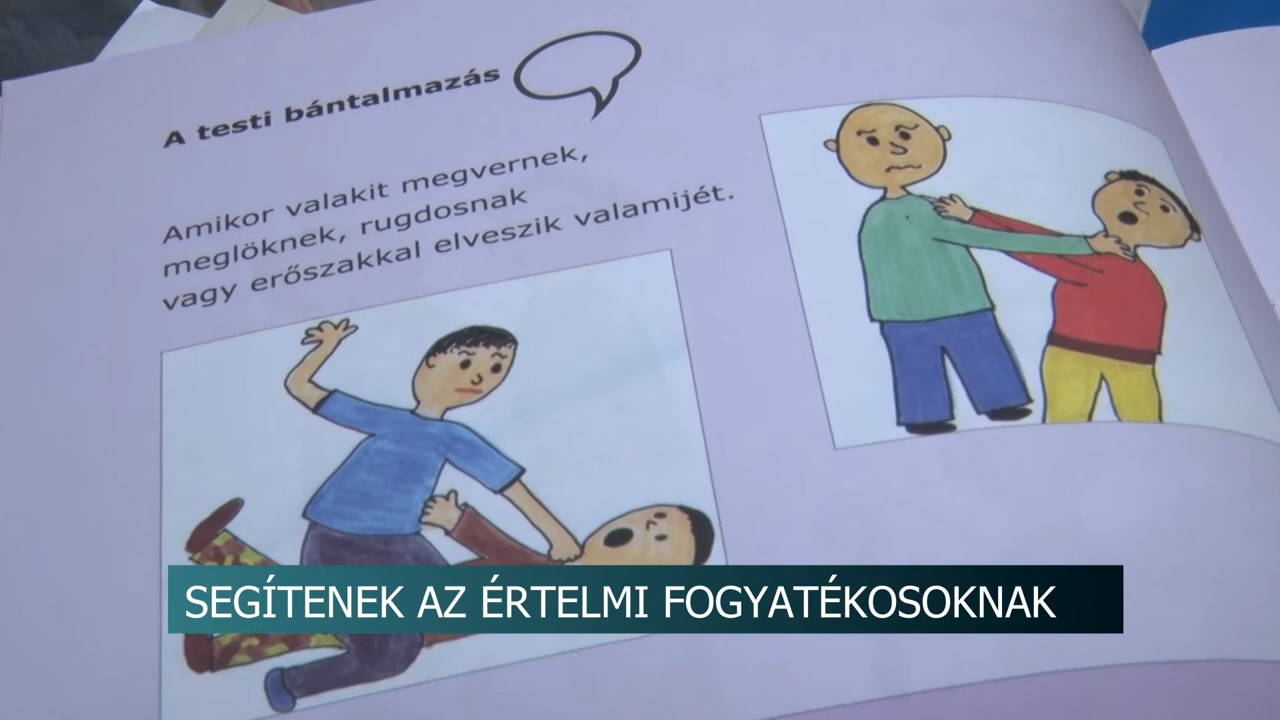 A testi bántalmazás
Amikor valakit megvernek,
meglöknek, rugdosnak
vagy erőszakkal elveszik valamijét.
SEGÍTENEK AZ ÉRTELMI FOGYATÉKOSOKNAK